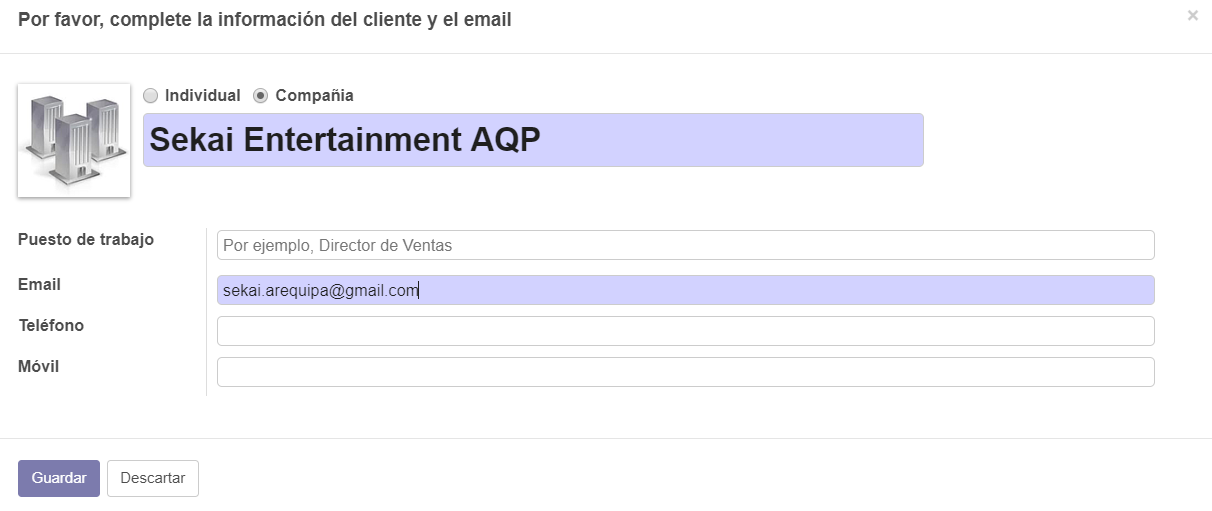 Por favor, complete la información del cliente y el email
×
Individual Compañia
Sekai Entertainment AQP
Puesto de trabajo Por ejemplo, Director de Ventas
Email sekai.arequipa@gmail.com
Teléfono
Móvil
Guardar Descartar